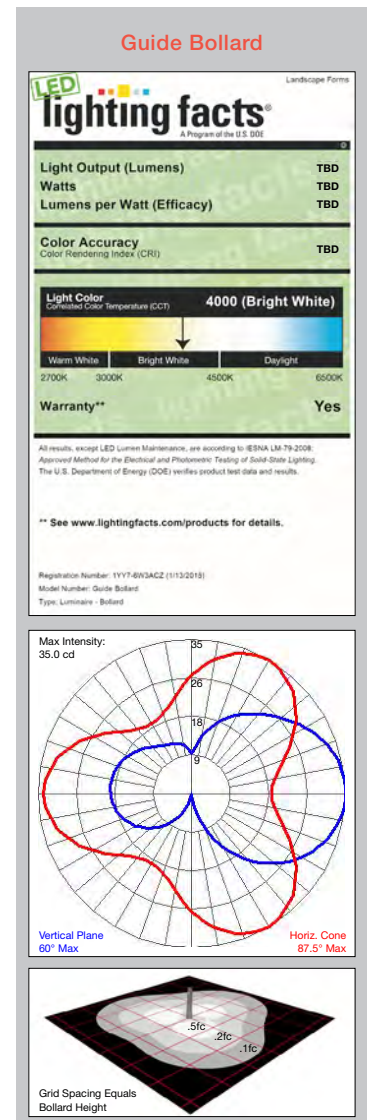 Guide Bollard
Landscape Forms
LED
lighting facts®
A Program of the U.S. DOE
Light Output (Lumens) TBD
Watts TBD
Lumens per Watt (Efficacy) TBD
Color Accuracy
Color Rendering Index (CRI) TBD
Light Color
Correlated Color Temperature (CCT) 4000 (Bright White)
Warm White Bright White Daylight
2700K 3000K 4500K 6500K
Warranty** Yes
All results, except LED Lumen Maintenance, are according to IESNA LM-79-2008:
Approved Method for the Electrical and Photometric Testing of Solid-State Lighting.
The U.S. Department of Energy (DOE) verifies product test data and results.
** See www.lightingfacts.com/products for details.
Registration Number: 1YY7-6W3ACZ (1/13/2015)
Model Number: Guide Bollard
Type: Luminaire - Bollard
Max Intensity:
35.0 cd
35
26
18
9
Vertical Plane
60° Max
Horiz. Cone
87.5° Max
.5fc
.2fc
.1fc
Grid Spacing Equals
Bollard Height